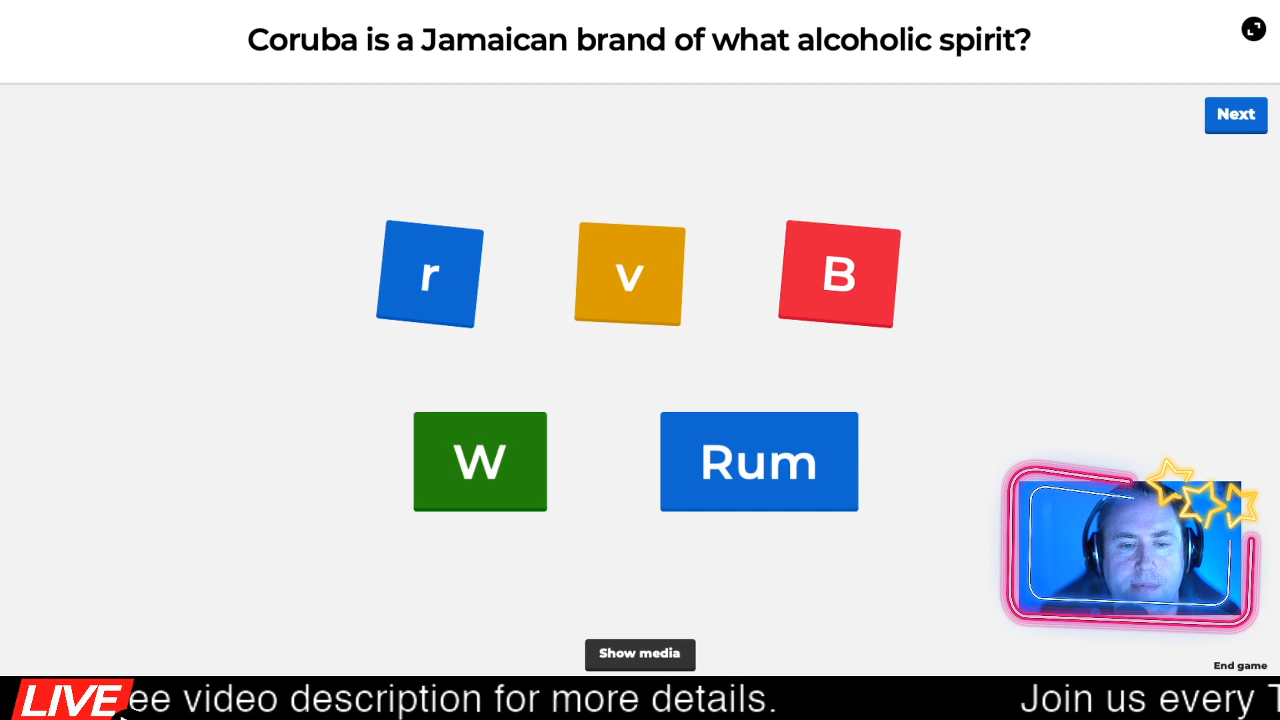 Coruba is a Jamaican brand of what alcoholic spirit?
Next
r
v
B
W
Rum
Show media
End game
LIVE
ee video description for more details.
Join us every T